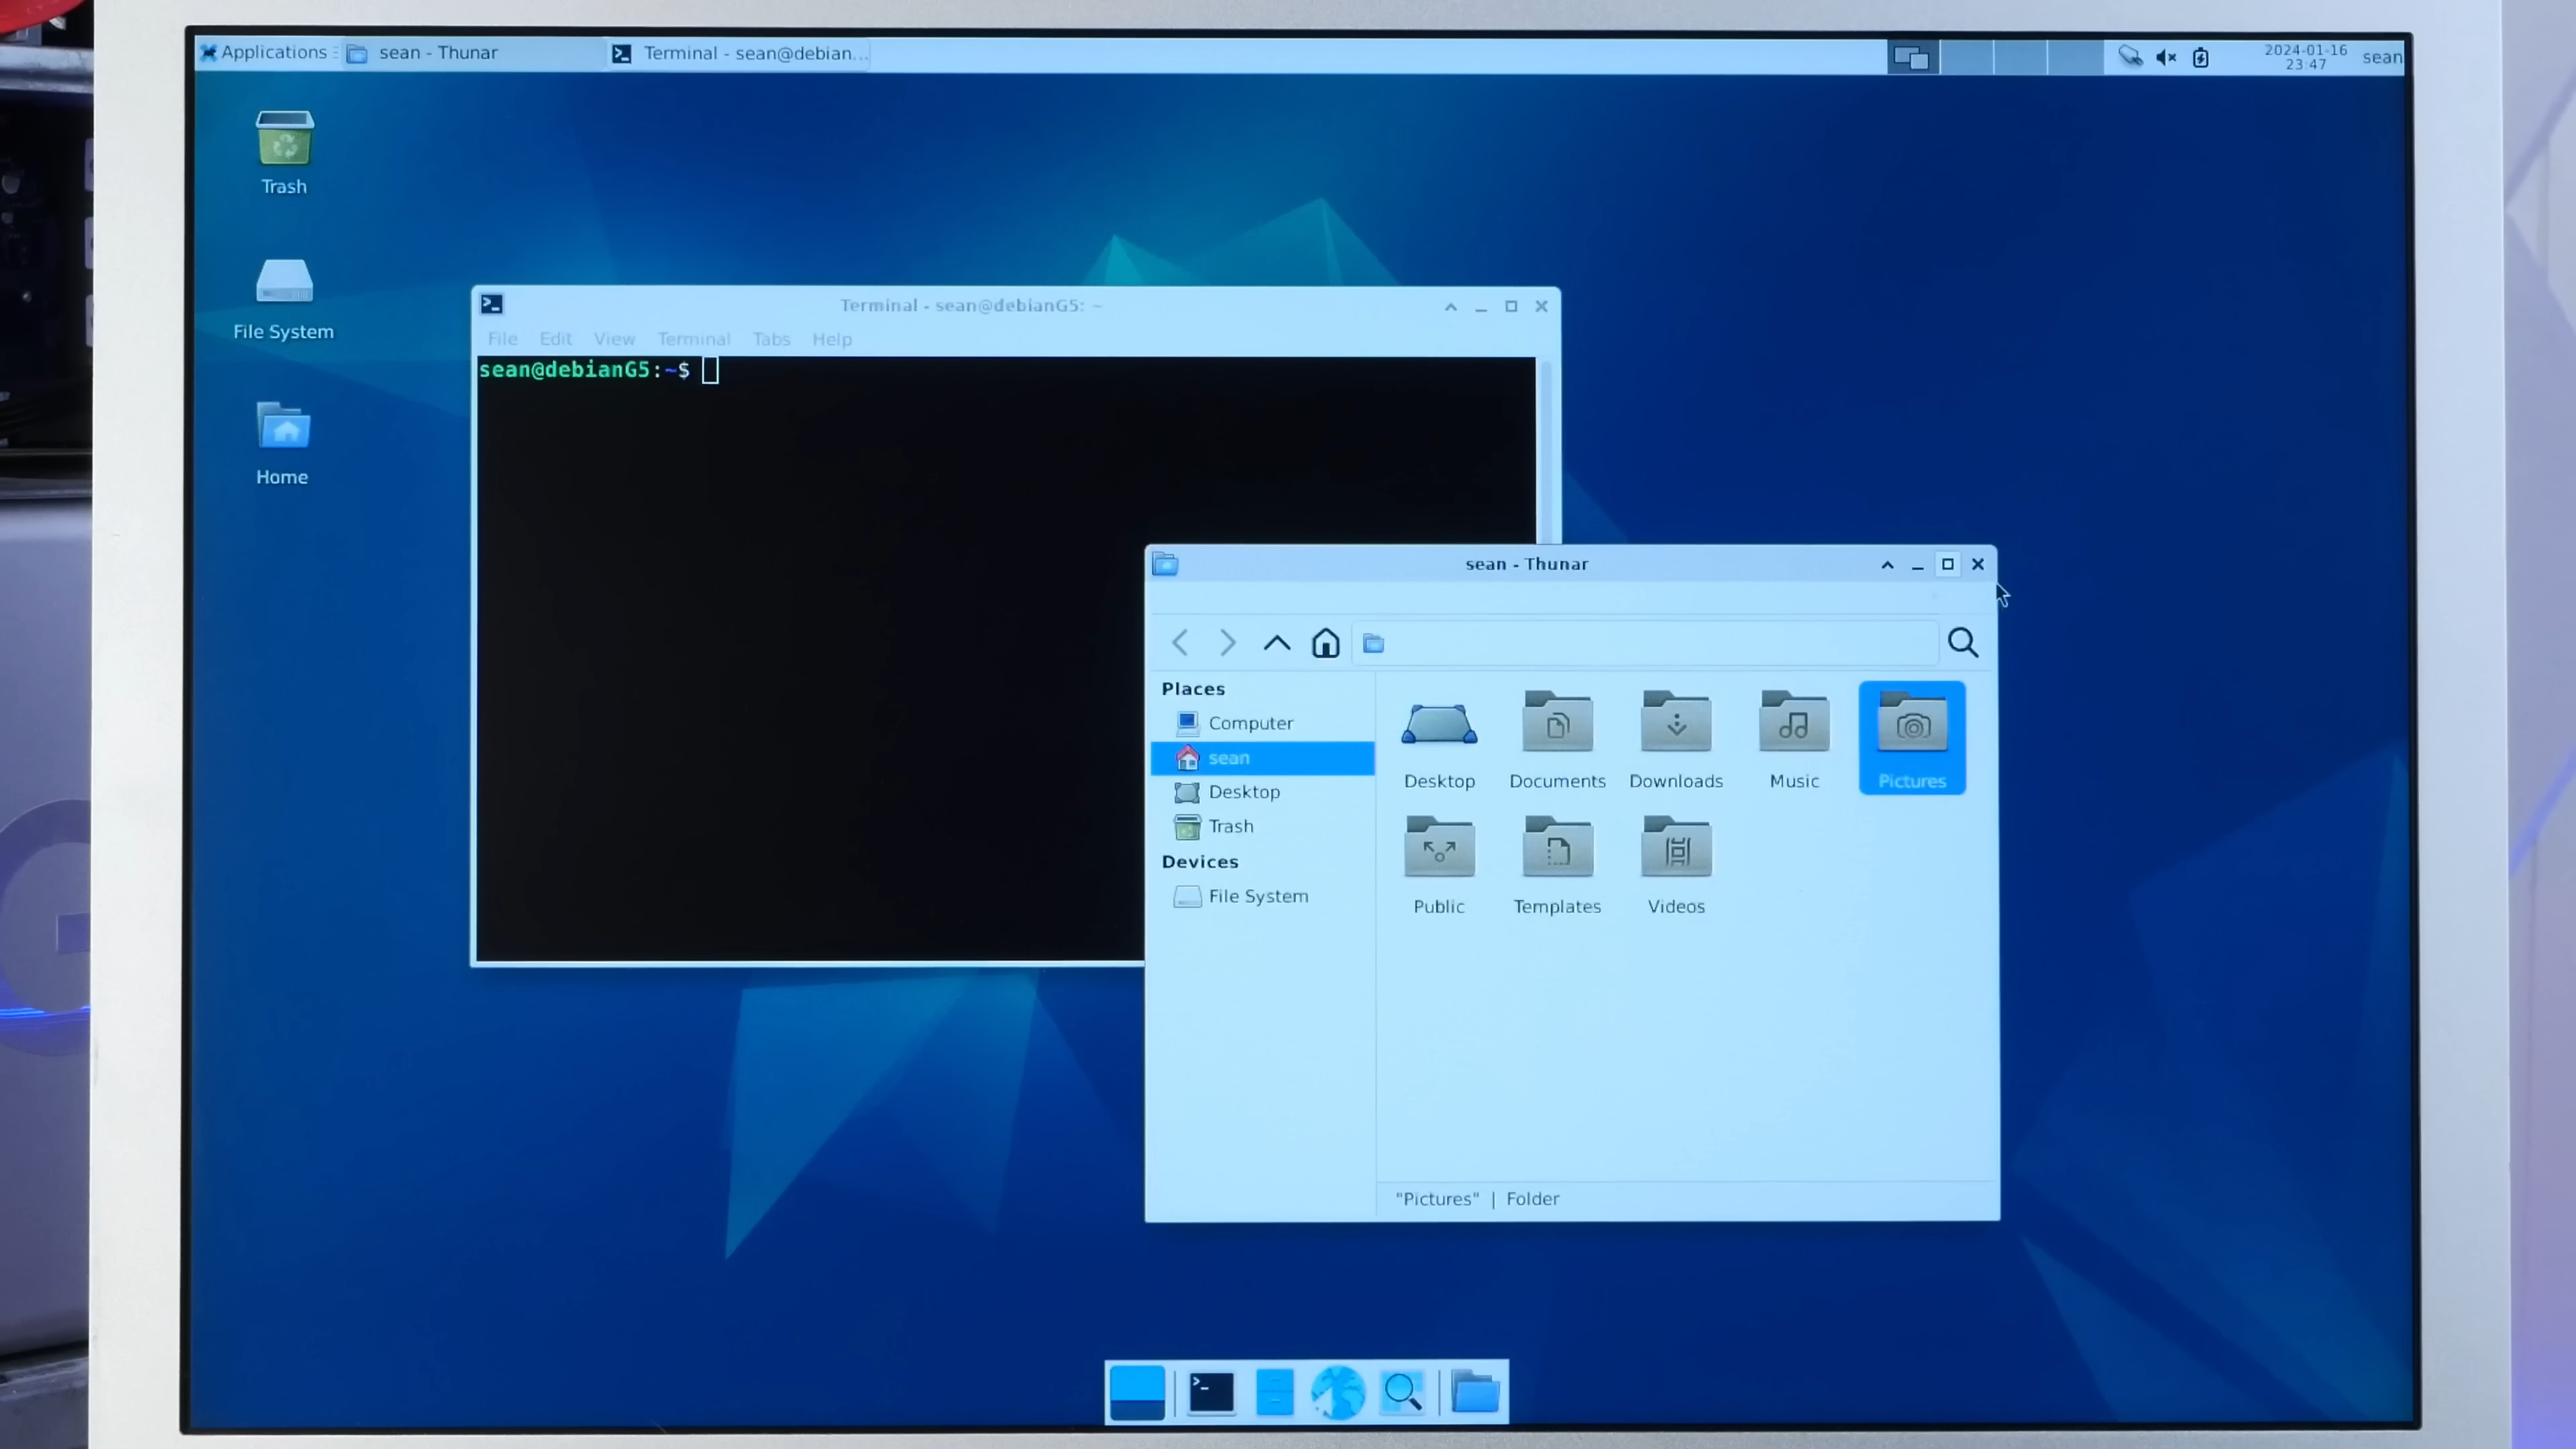 Applications
sean - Thunar
Terminal - sean@debian...
2024-01-16
23:47
sean
Trash
File System
Home
Terminal - sean@debianG5: ~
File Edit View Terminal Tabs Help
sean@debianG5:~$
sean - Thunar
Places
Computer
sean
Desktop
Trash
Devices
File System
Desktop Documents Downloads Music Pictures
Public Templates Videos
"Pictures" | Folder